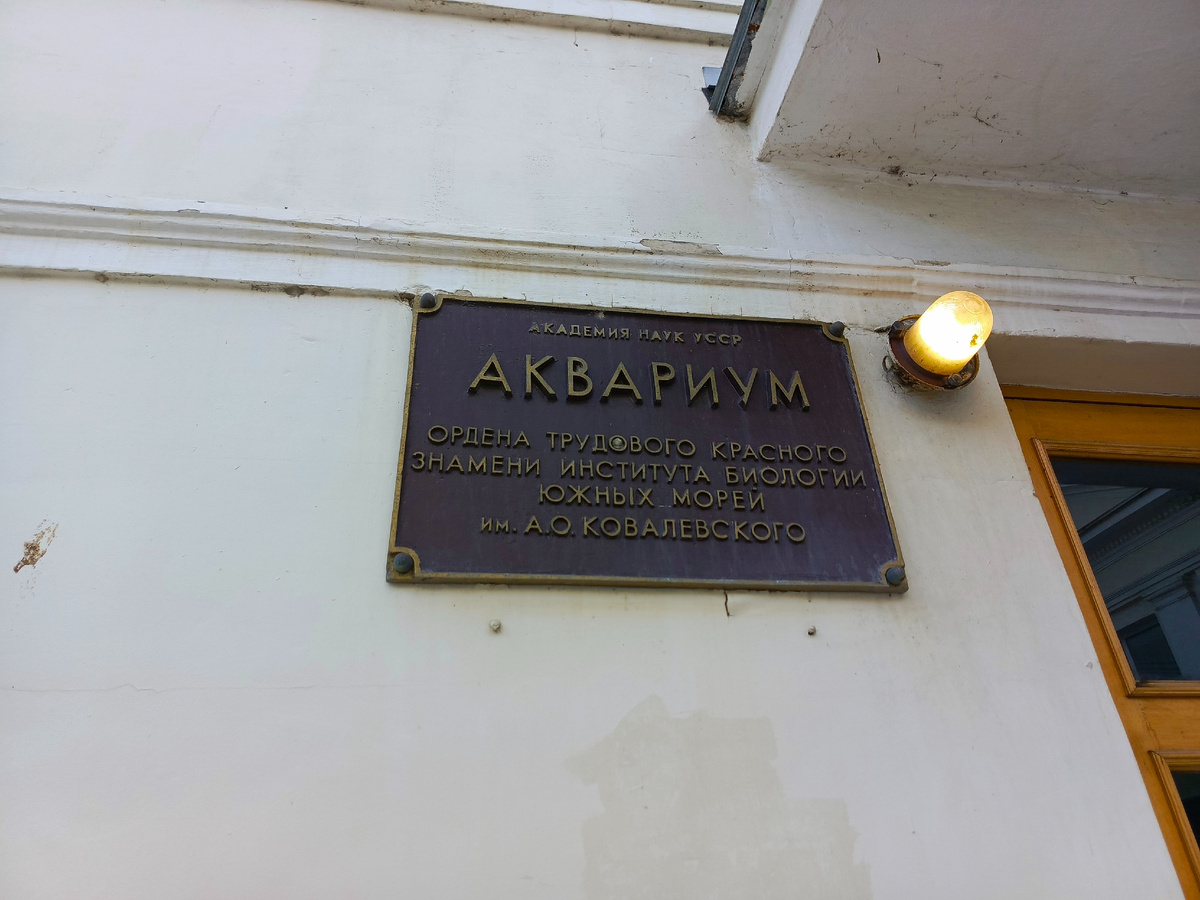 АКАДЕМИЯ НАУК УССР
АКВАРИУМ
ОРДЕНА ТРУДОВОГО КРАСНОГО
ЗНАМЕНИ ИНСТИТУТА БИОЛОГИИ
ЮЖНЫХ МОРЕЙ
ИМ. А.О. КОВАЛЕВСКОГО